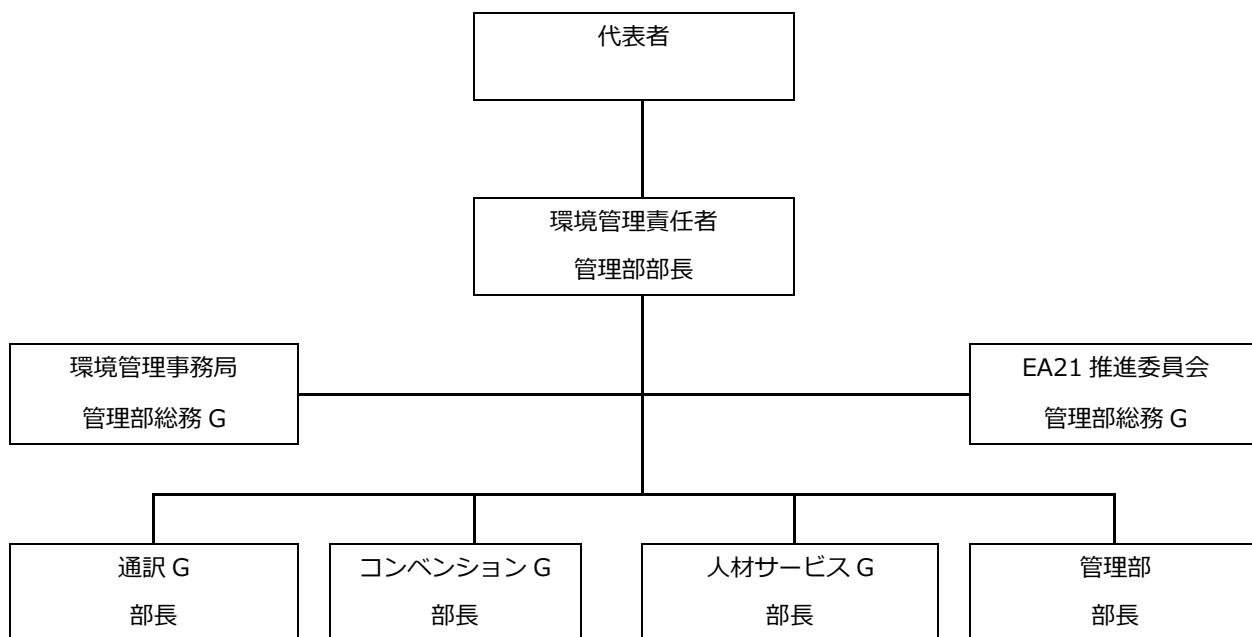 代表者
環境管理責任者
管理部部長
環境管理事務局
管理部総務 G
EA21 推進委員会
管理部総務 G
通訳 G
部長
コンベンション G
部長
人材サービス G
部長
管理部
部長